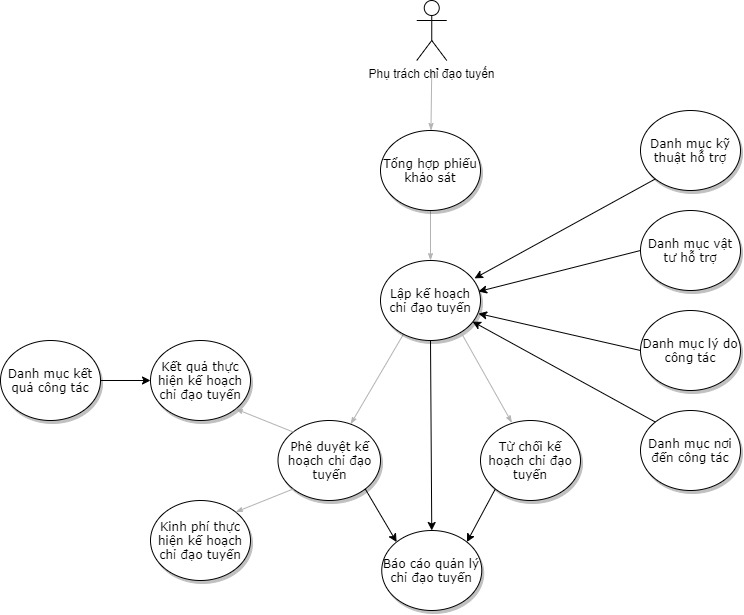 Phụ trách chỉ đạo tuyến
Tổng hợp phiếu
khảo sát
Danh mục kỹ
thuật hỗ trợ
Danh mục vật
tư hỗ trợ
Lập kế hoạch
chỉ đạo tuyến
Danh mục lý do
công tác
Danh mục kết
quả công tác
Kết quả thực
hiện kế hoạch
chỉ đạo tuyến
Phê duyệt kế
hoạch chỉ đạo
tuyến
Từ chối kế
hoạch chỉ đạo
tuyến
Danh mục nơi
đến công tác
Kinh phí thực
hiện kế hoạch
chỉ đạo tuyến
Báo cáo quản lý
chỉ đạo tuyến